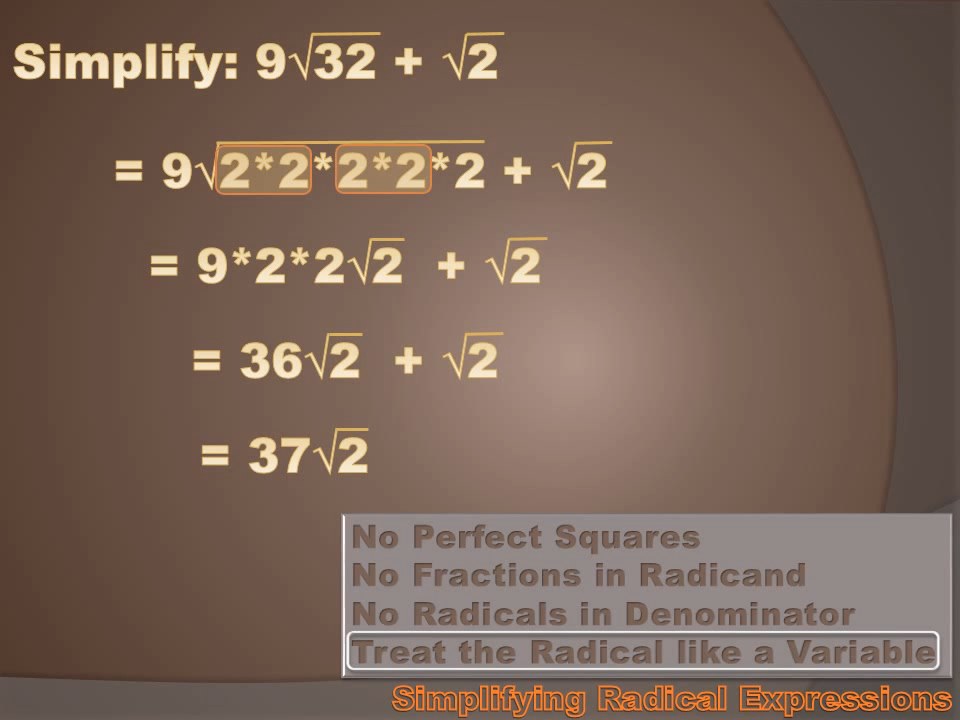 Simplify: 9√32 + √2
= 9√2*2*2*2*2 + √2
= 9*2*2√2 + √2
= 36√2 + √2
= 37√2
No Perfect Squares
No Fractions in Radicand
No Radicals in Denominator
Treat the Radical like a Variable
Simplifying Radical Expressions